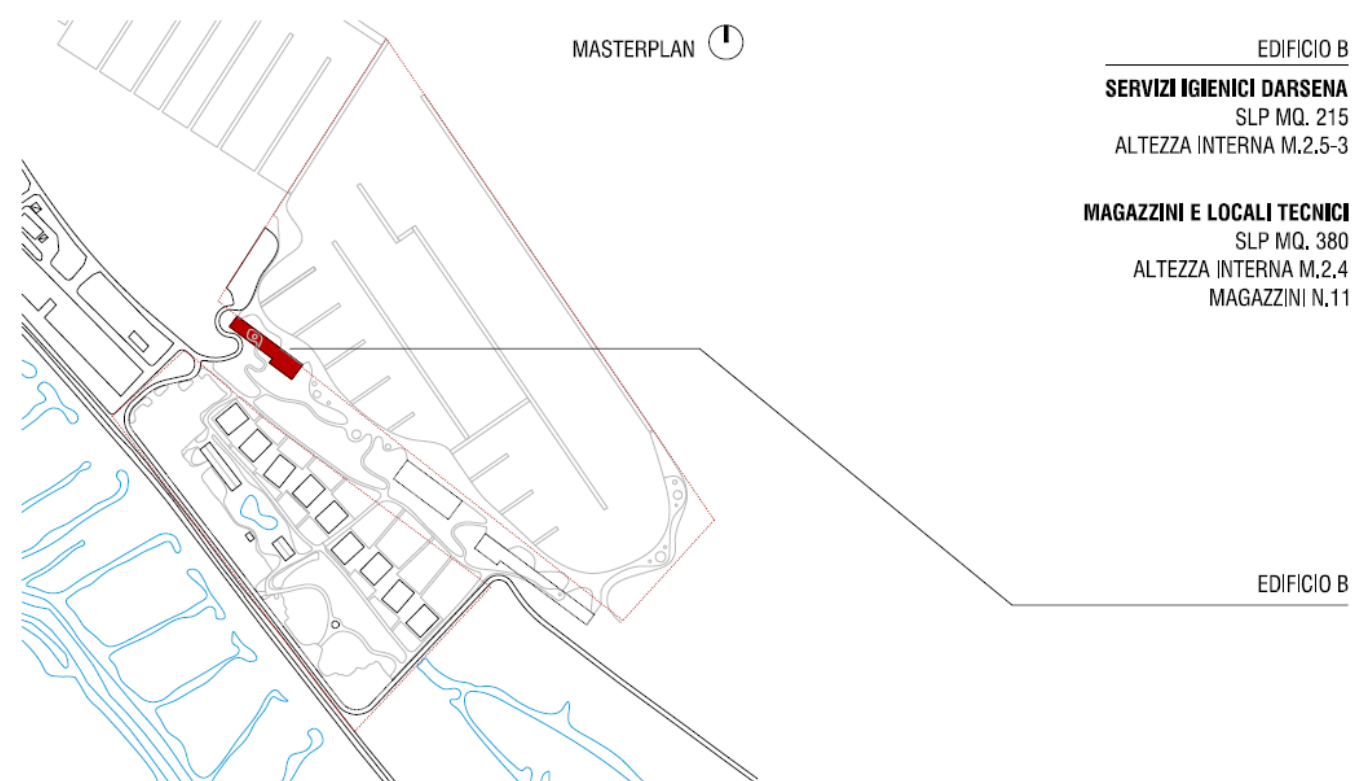 MASTERPLAN
EDIFICIO B
SERVIZI IGIENICI DARSENA
SLP MQ. 215
ALTEZZA INTERNA M.2.5-3
MAGAZZINI E LOCALI TECNICI
SLP MQ. 380
ALTEZZA INTERNA M.2.4
MAGAZZINI N.11
EDIFICIO B